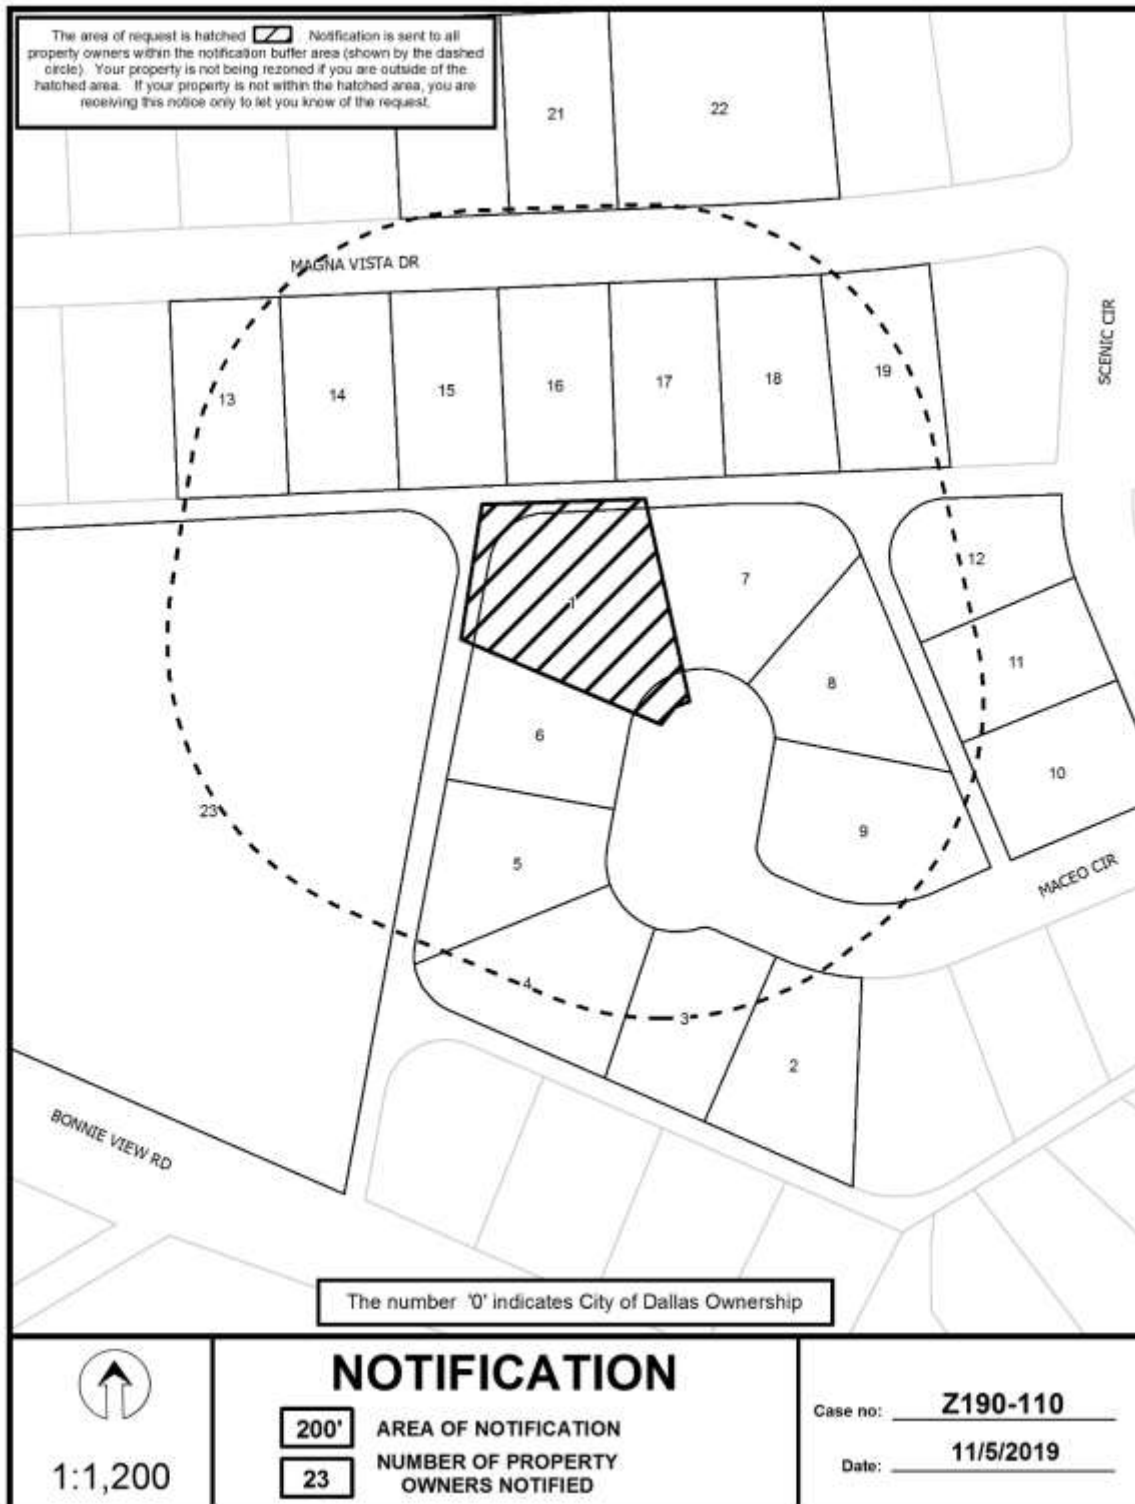 The area of request is hatched . Notification is sent to all
property owners within the notification buffer area (shown by the dashed
circle). Your property is not being rezoned if you are outside of the
hatched area. If your property is not within the hatched area, you are
receiving this notice only to let you know of the request.
21
22
MAGNA VISTA DR
SCENIC CIR
13
14
15
16
17
18
19
1
7
12
11
8
6
10
23
9
5
MACEO CIR
4
3
2
BONNIE VIEW RD
The number '0' indicates City of Dallas Ownership
1:1,200
NOTIFICATION
200' AREA OF NOTIFICATION
23 NUMBER OF PROPERTY
OWNERS NOTIFIED
Case no: Z190-110
Date: 11/5/2019